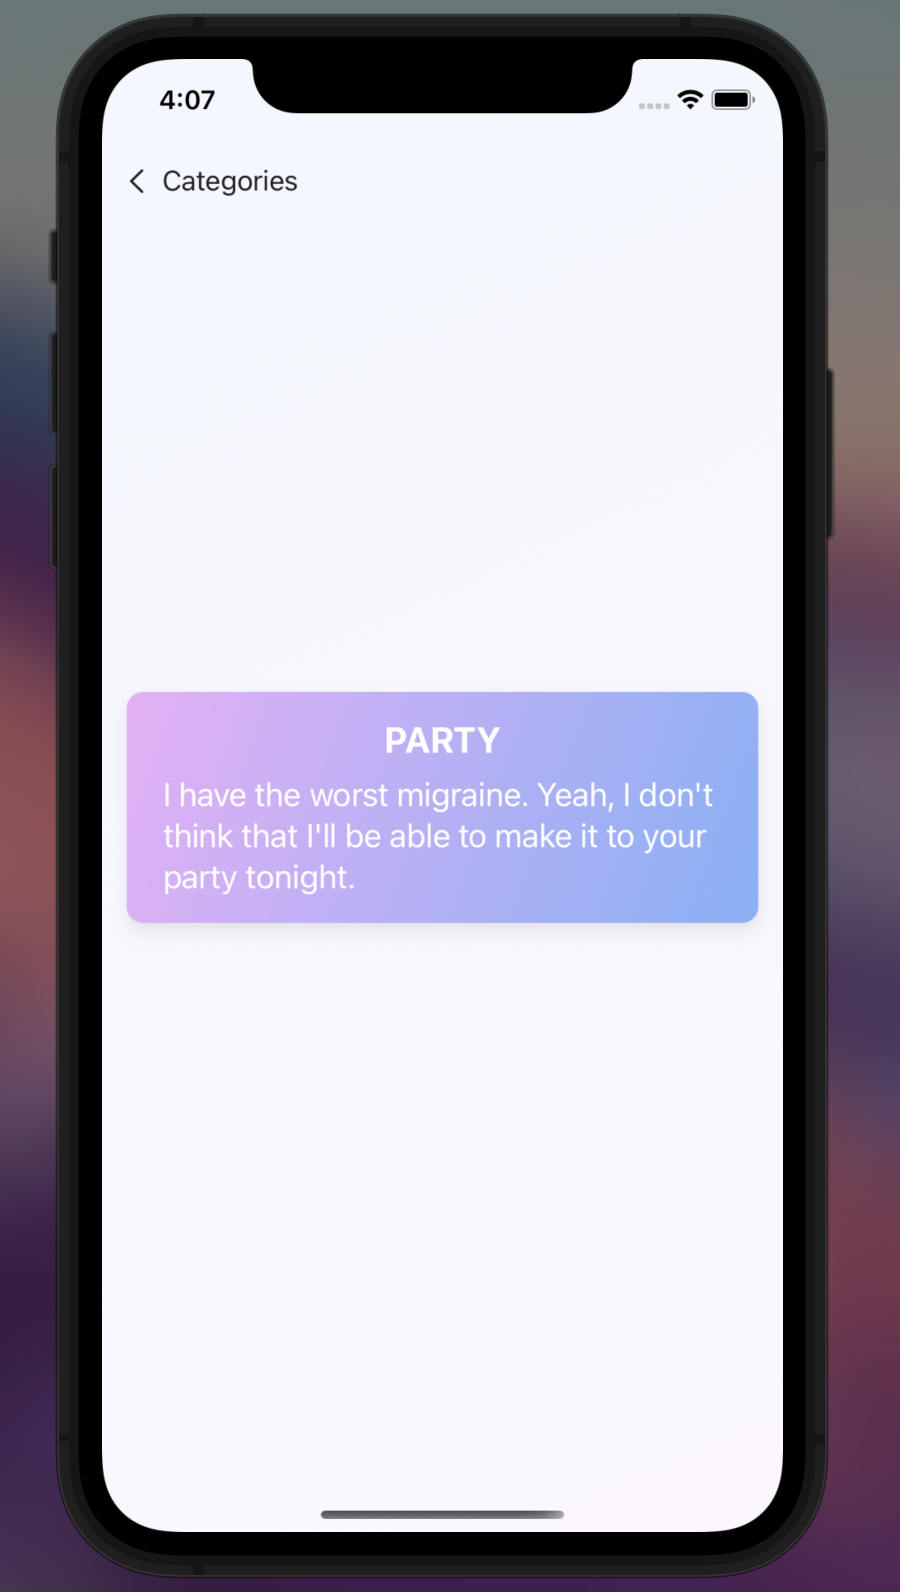 4:07
Categories
PARTY
I have the worst migraine. Yeah, I don't
think that I'll be able to make it to your
party tonight.